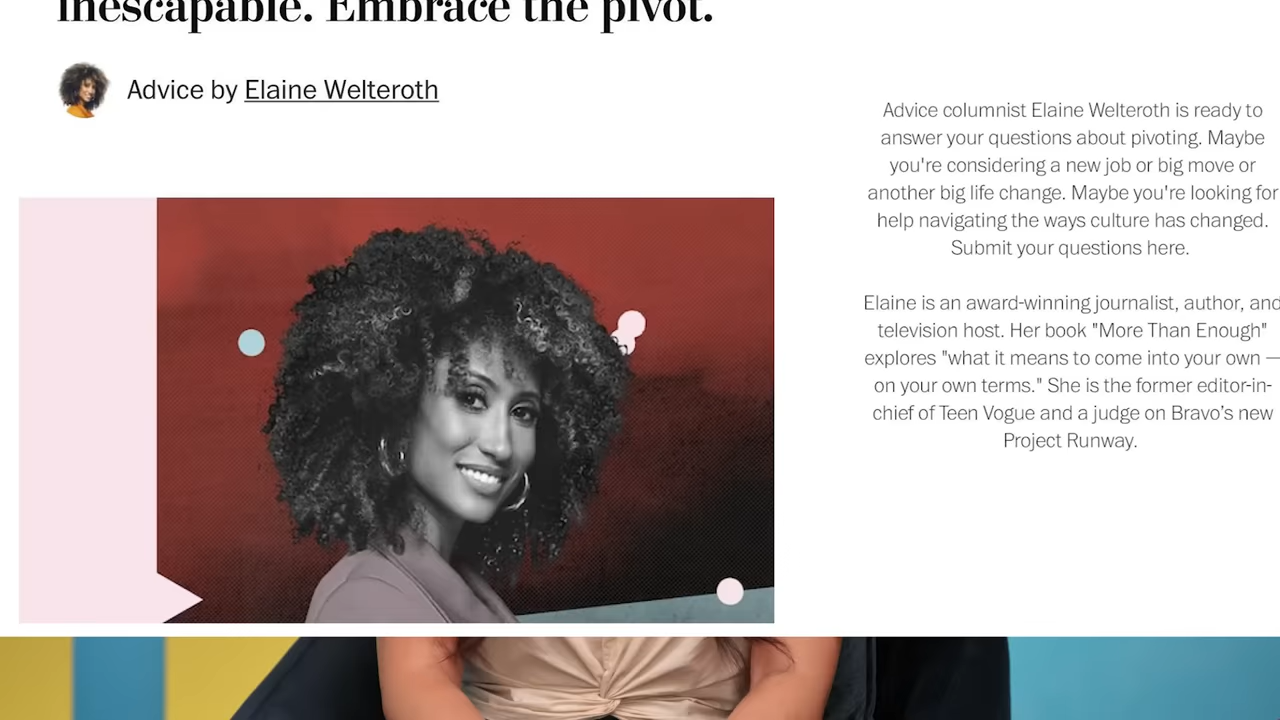 inescapable. Embrace the pivot.
Advice by Elaine Welteroth
Advice columnist Elaine Welteroth is ready to
answer your questions about pivoting. Maybe
you're considering a new job or big move or
another big life change. Maybe you're looking for
help navigating the ways culture has changed.
Submit your questions here.
Elaine is an award-winning journalist, author, and
television host. Her book "More Than Enough"
explores "what it means to come into your own —
on your own terms." She is the former editor-in-
chief of Teen Vogue and a judge on Bravo’s new
Project Runway.